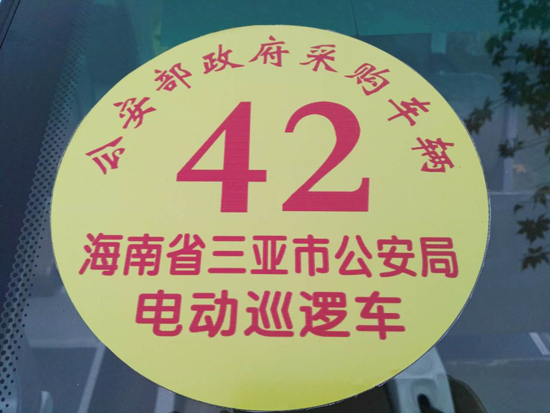 公安部政府采购车辆
42
海南省三亚市公安局
电动巡逻车